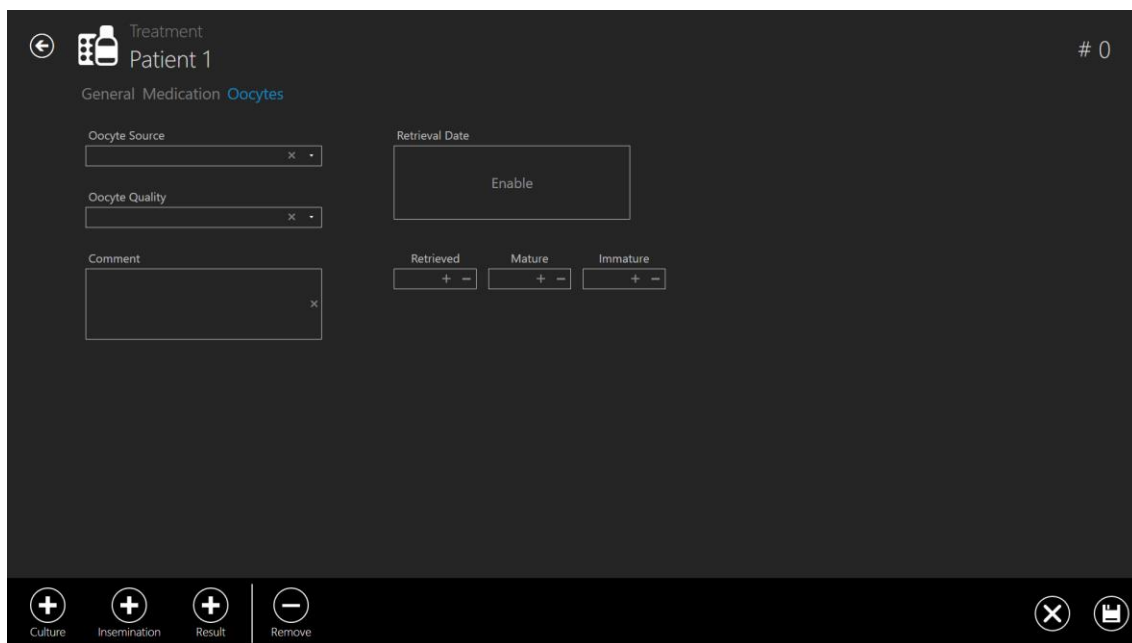 Treatment
Patient 1
# 0
General Medication Oocytes
Oocyte Source
Retrieval Date
Enable
Oocyte Quality
Comment
Retrieved Mature Immature
Culture Insemination Result Remove